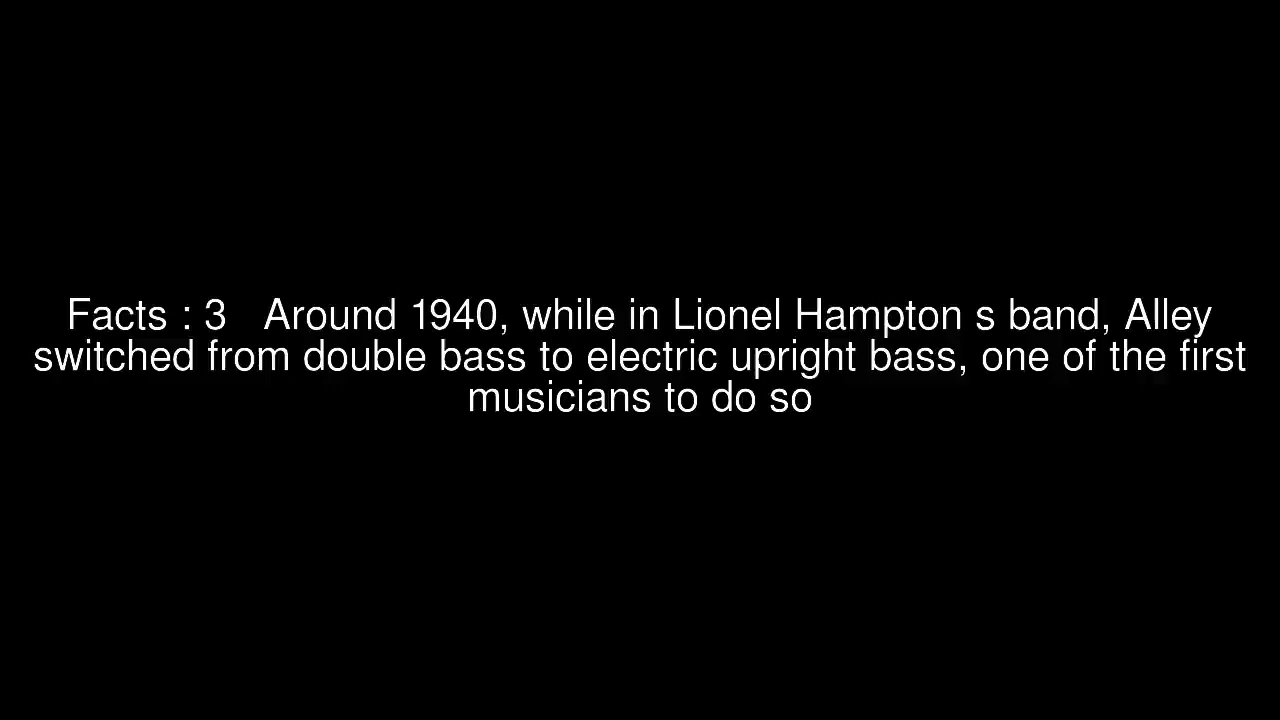 Facts : 3   Around 1940, while in Lionel Hampton s band, Alley
switched from double bass to electric upright bass, one of the first
musicians to do so